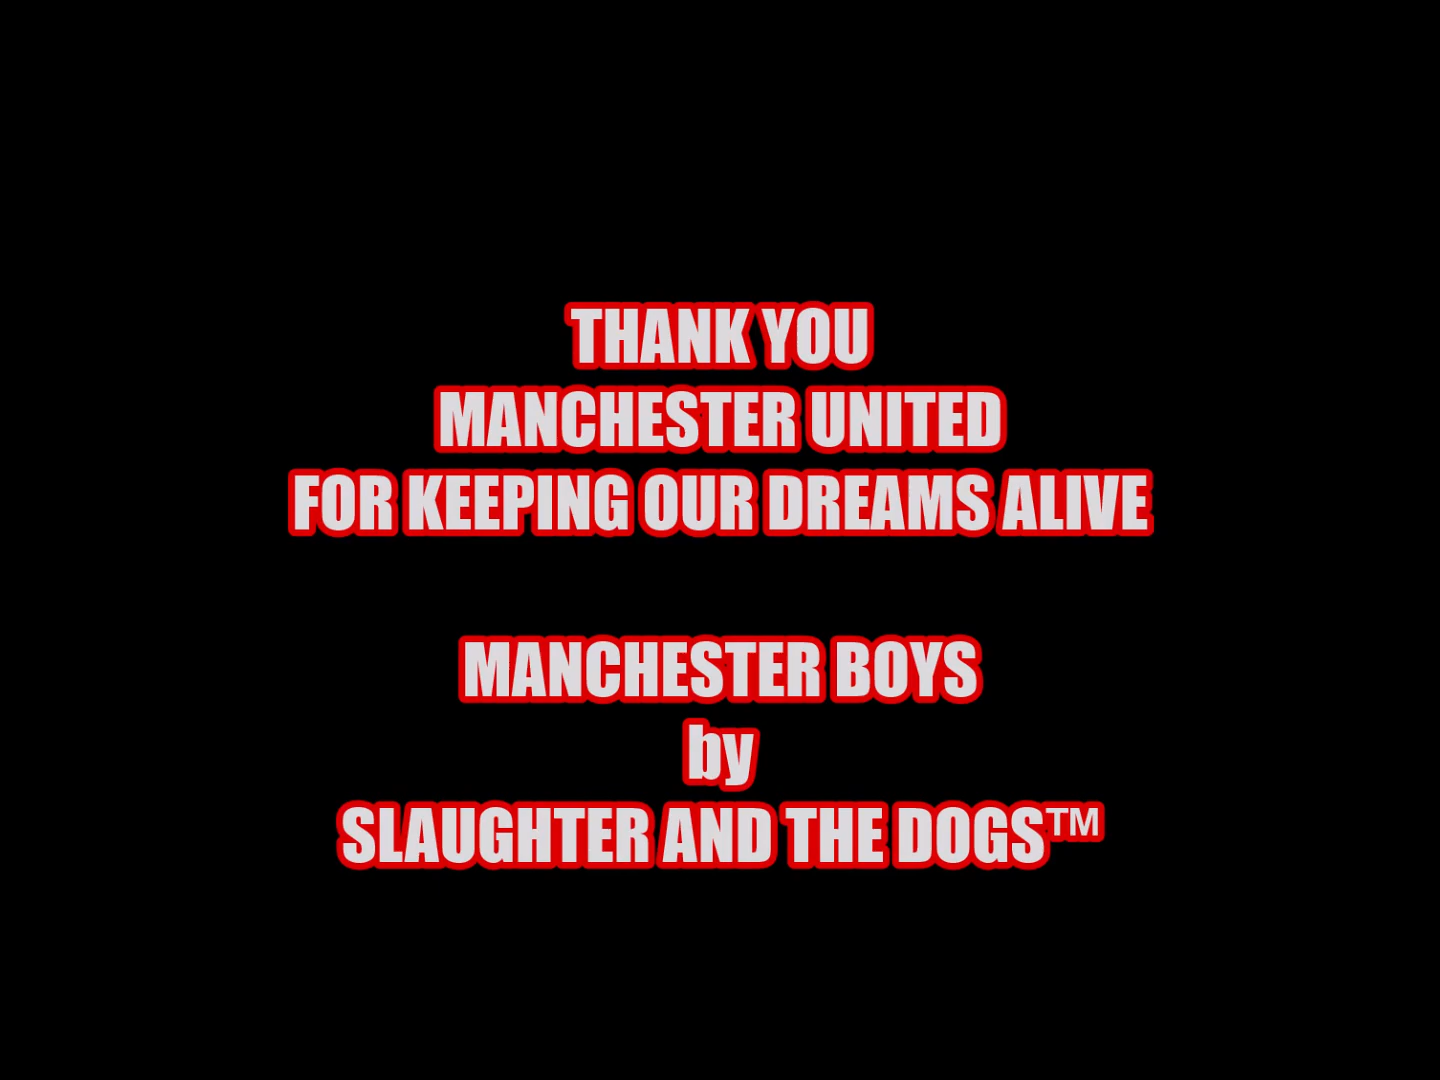 THANK YOU
MANCHESTER UNITED
FOR KEEPING OUR DREAMS ALIVE
MANCHESTER BOYS
by
SLAUGHTER AND THE DOGS™